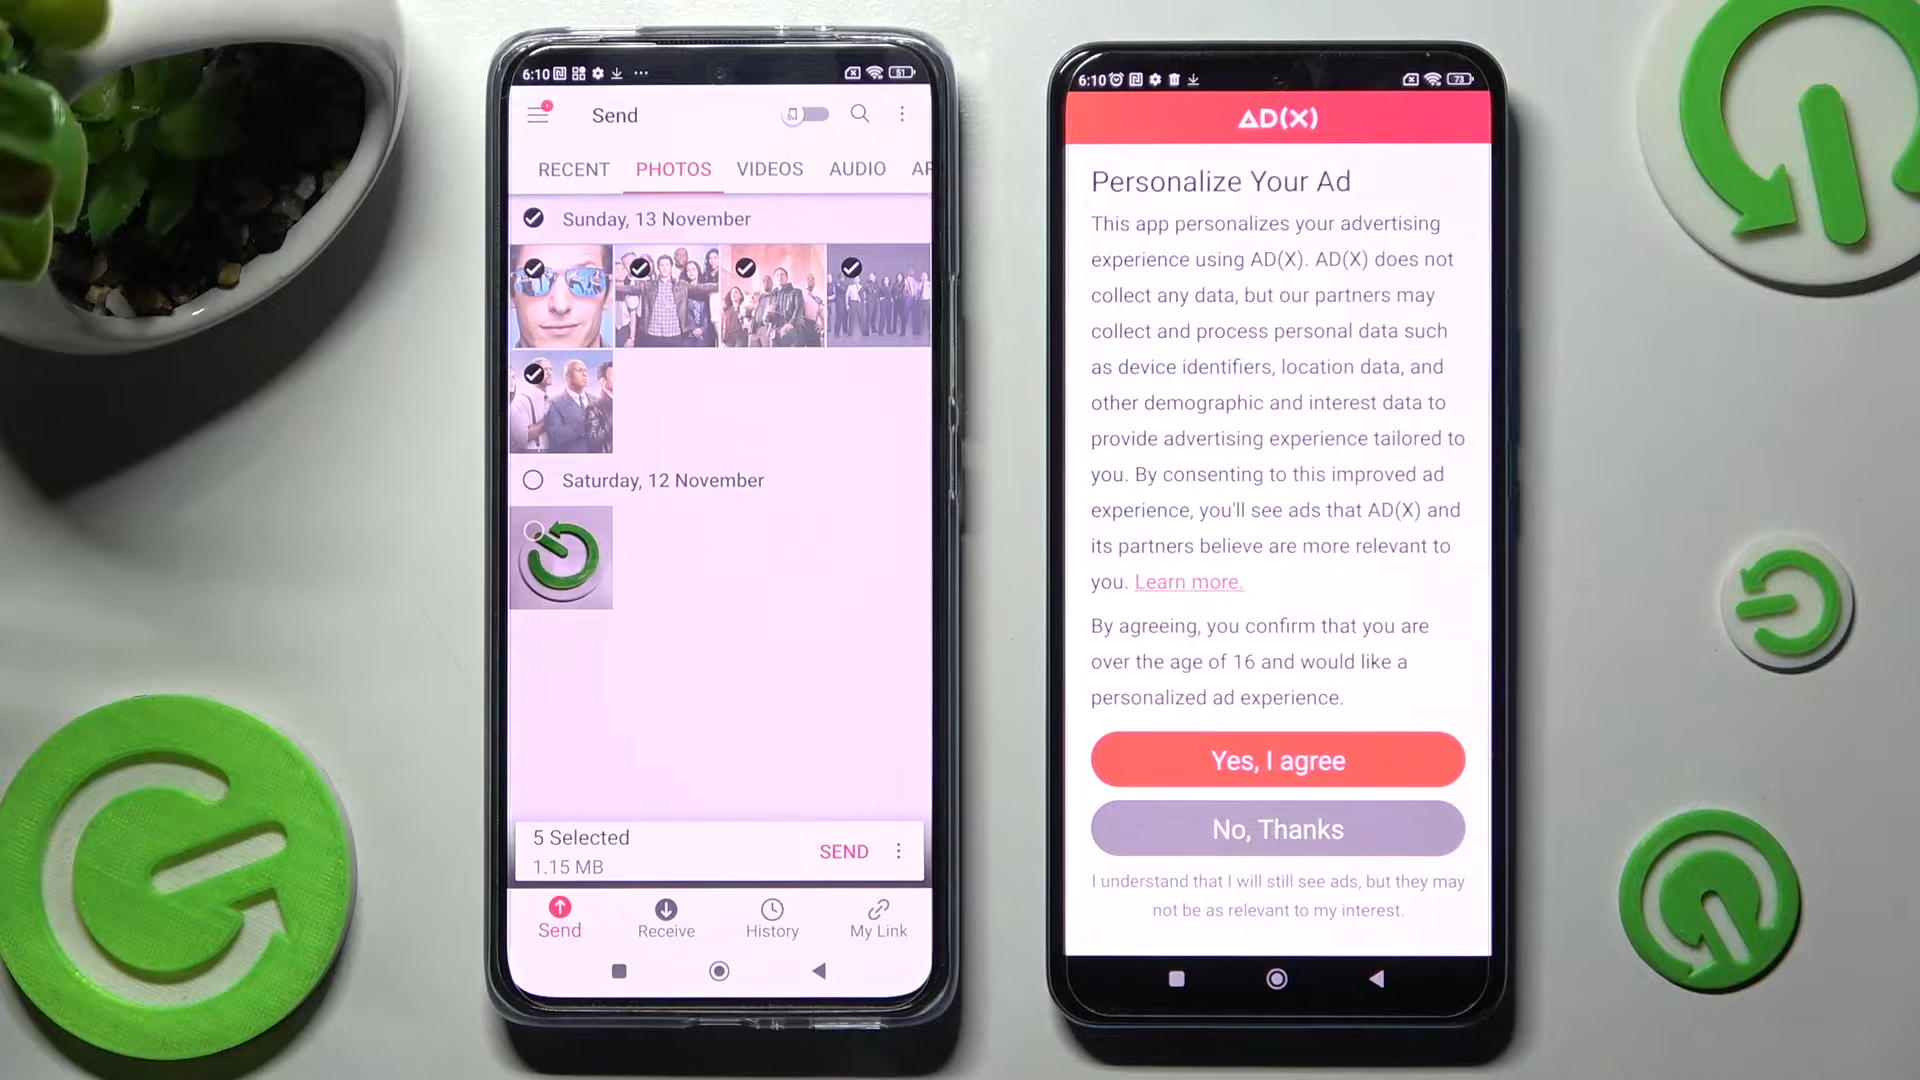 6:10
51
Send
RECENT PHOTOS VIDEOS AUDIO
Sunday, 13 November
Saturday, 12 November
5 Selected
1.15 MB
SEND
Send
Receive
History
My Link
6:10
73
AD(X)
Personalize Your Ad
This app personalizes your advertising
experience using AD(X). AD(X) does not
collect any data, but our partners may
collect and process personal data such
as device identifiers, location data, and
other demographic and interest data to
provide advertising experience tailored to
you. By consenting to this improved ad
experience, you'll see ads that AD(X) and
its partners believe are more relevant to
you. Learn more.
By agreeing, you confirm that you are
over the age of 16 and would like a
personalized ad experience.
Yes, I agree
No, Thanks
I understand that I will still see ads, but they may
not be as relevant to my interest.